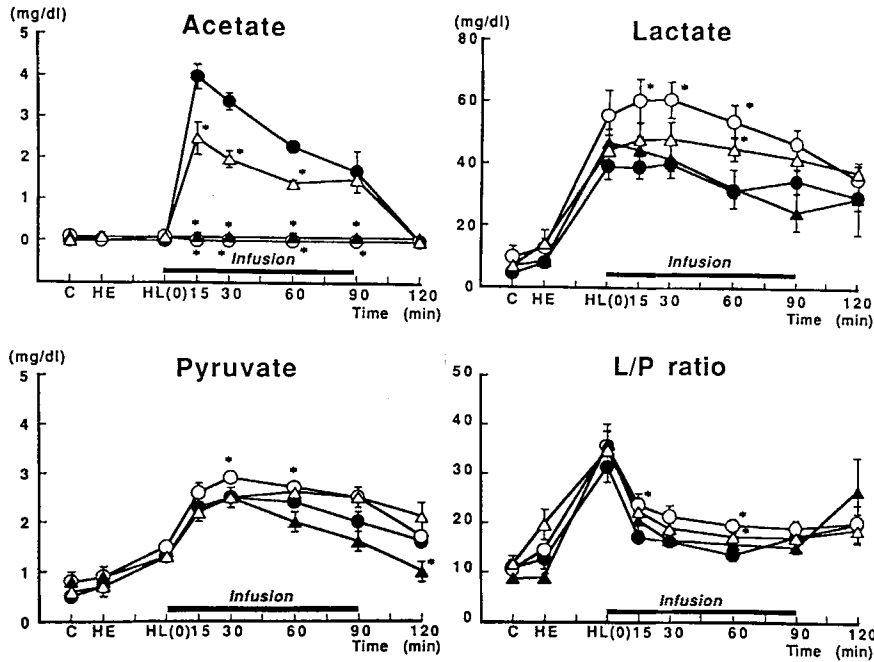 (mg/dl)
Acetate
5
4
3
2
1
0
* * * * * * *
* * * *
Infusion
C HE HL(0) 15 30 60 90 120
Time (min)
(mg/dl)
Lactate
80
60
40
20
0
* * * *
Infusion
C HE HL(0) 15 30 60 90 120
Time (min)
(mg/dl)
Pyruvate
5
4
3
2
1
0
* * *
Infusion
C HE HL(0) 15 30 60 90 120
Time (min)
L/P ratio
50
40
30
20
10
0
* * *
Infusion
C HE HL(0) 15 30 60 90 120
Time (min)